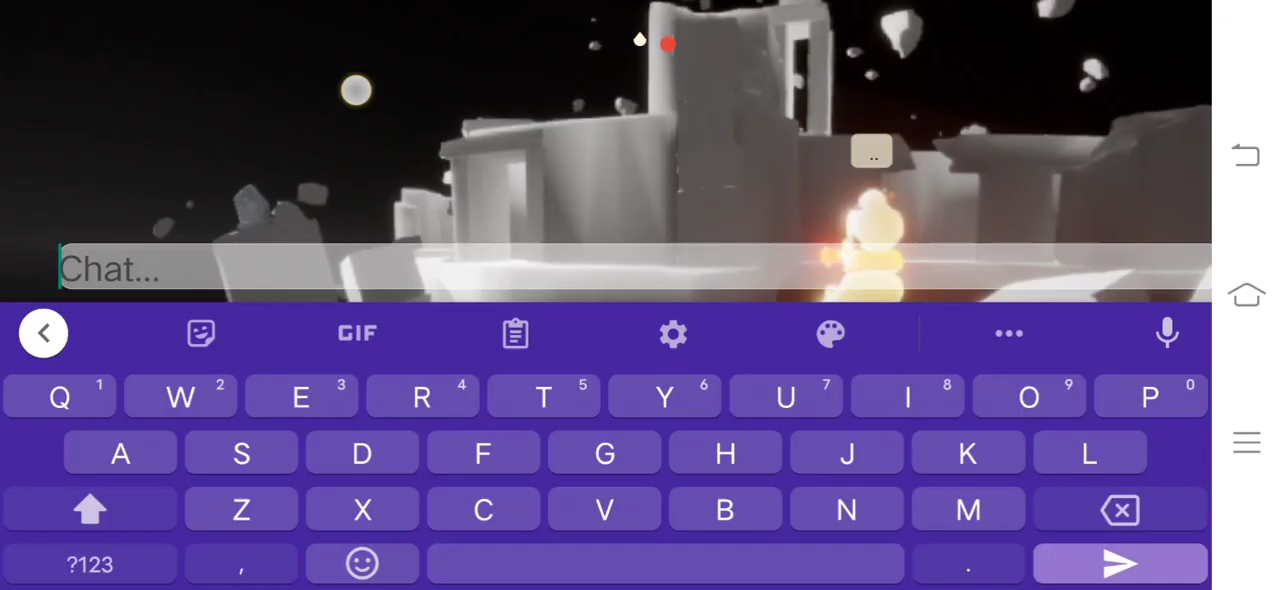 ..
Chat...
GIF
Q 1 W 2 E 3 R 4 T 5 Y 6 U 7 I 8 O 9 P 0
A S D F G H J K L
Z X C V B N M
?123 , .